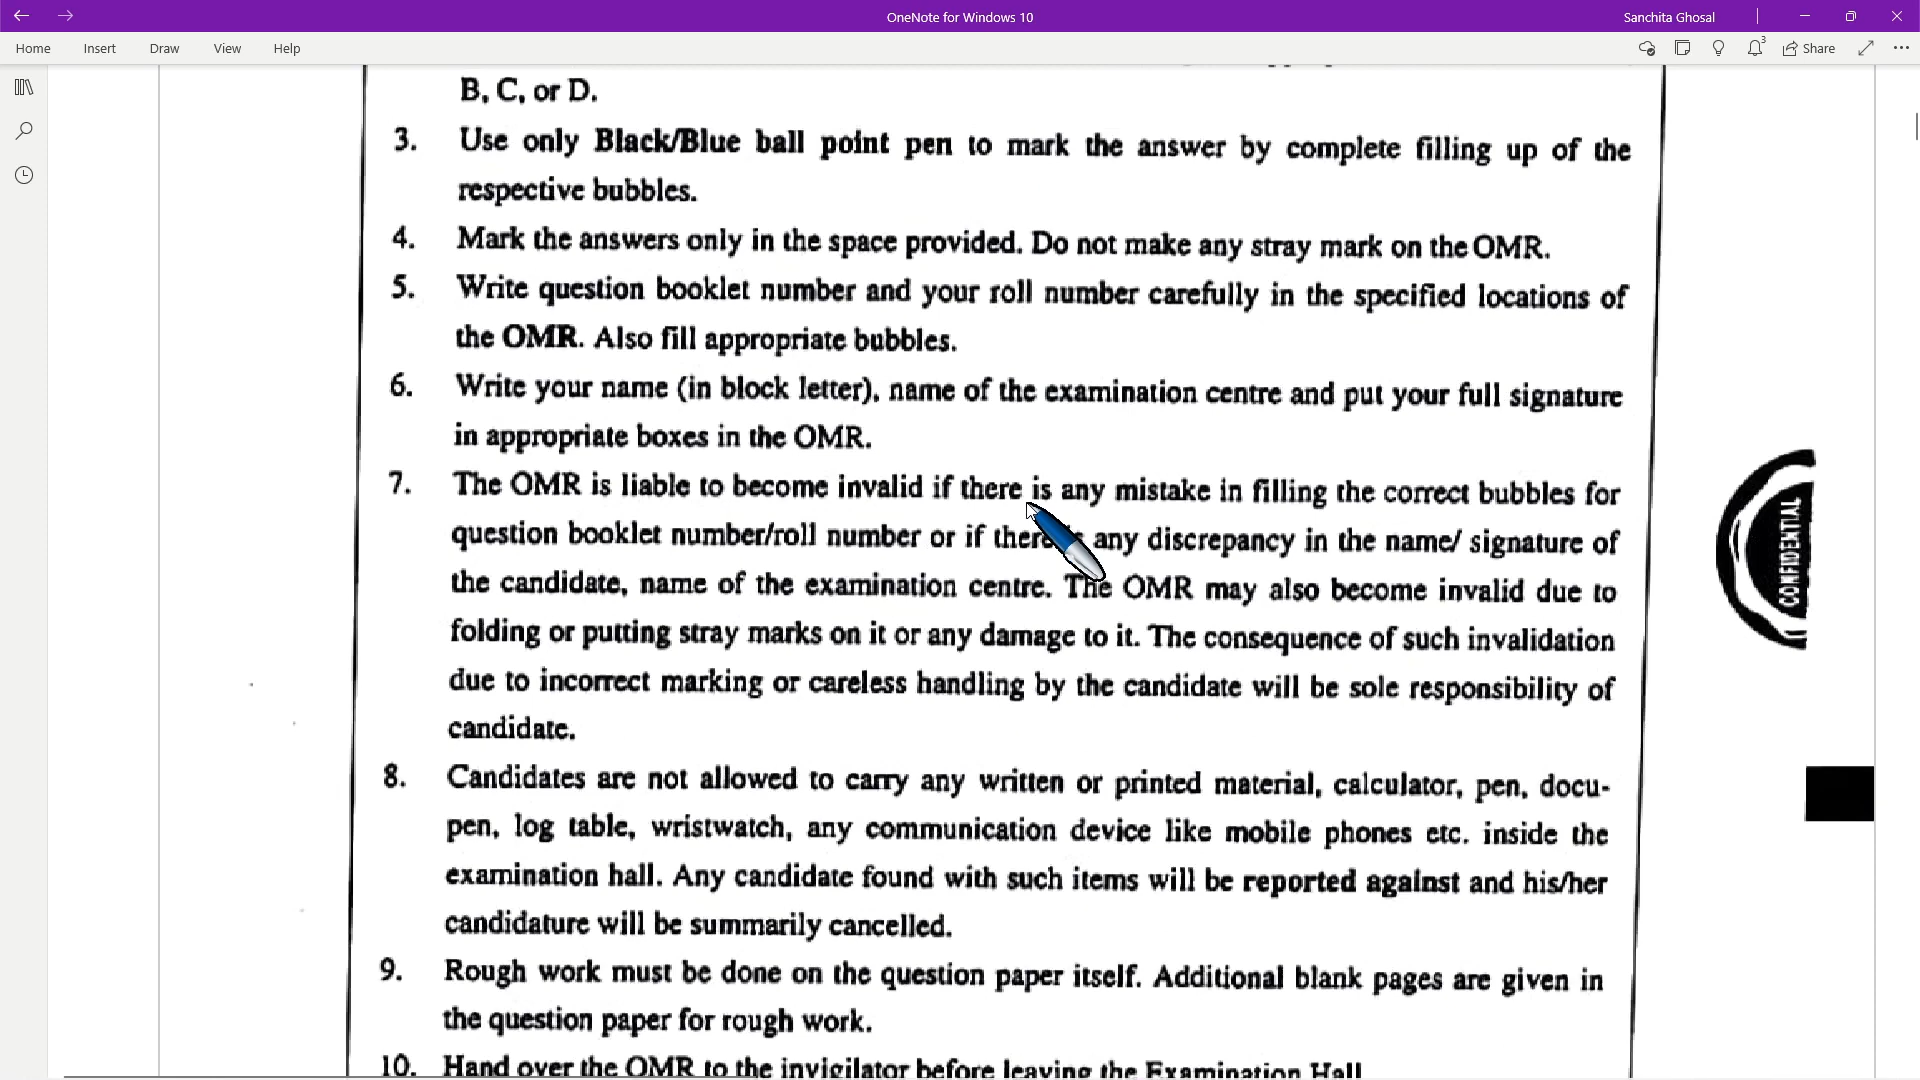 OneNote for Windows 10
Sanchita Ghosal
Home Insert Draw View Help
3
Share
B, C, or D.
3. Use only Black/Blue ball point pen to mark the answer by complete filling up of the
respective bubbles.
4. Mark the answers only in the space provided. Do not make any stray mark on the OMR.
5. Write question booklet number and your roll number carefully in the specified locations of
the OMR. Also fill appropriate bubbles.
6. Write your name (in block letter), name of the examination centre and put your full signature
in appropriate boxes in the OMR.
7. The OMR is liable to become invalid if there is any mistake in filling the correct bubbles for
question booklet number/roll number or if there is any discrepancy in the name/ signature of
the candidate, name of the examination centre. The OMR may also become invalid due to
folding or putting stray marks on it or any damage to it. The consequence of such invalidation
due to incorrect marking or careless handling by the candidate will be sole responsibility of
candidate.
8. Candidates are not allowed to carry any written or printed material, calculator, pen, docu-
pen, log table, wristwatch, any communication device like mobile phones etc. inside the
examination hall. Any candidate found with such items will be reported against and his/her
candidature will be summarily cancelled.
9. Rough work must be done on the question paper itself. Additional blank pages are given in
the question paper for rough work.
10. Hand over the OMR to the invigilator before leaving the Examination Hall.
CONFIDENTIAL